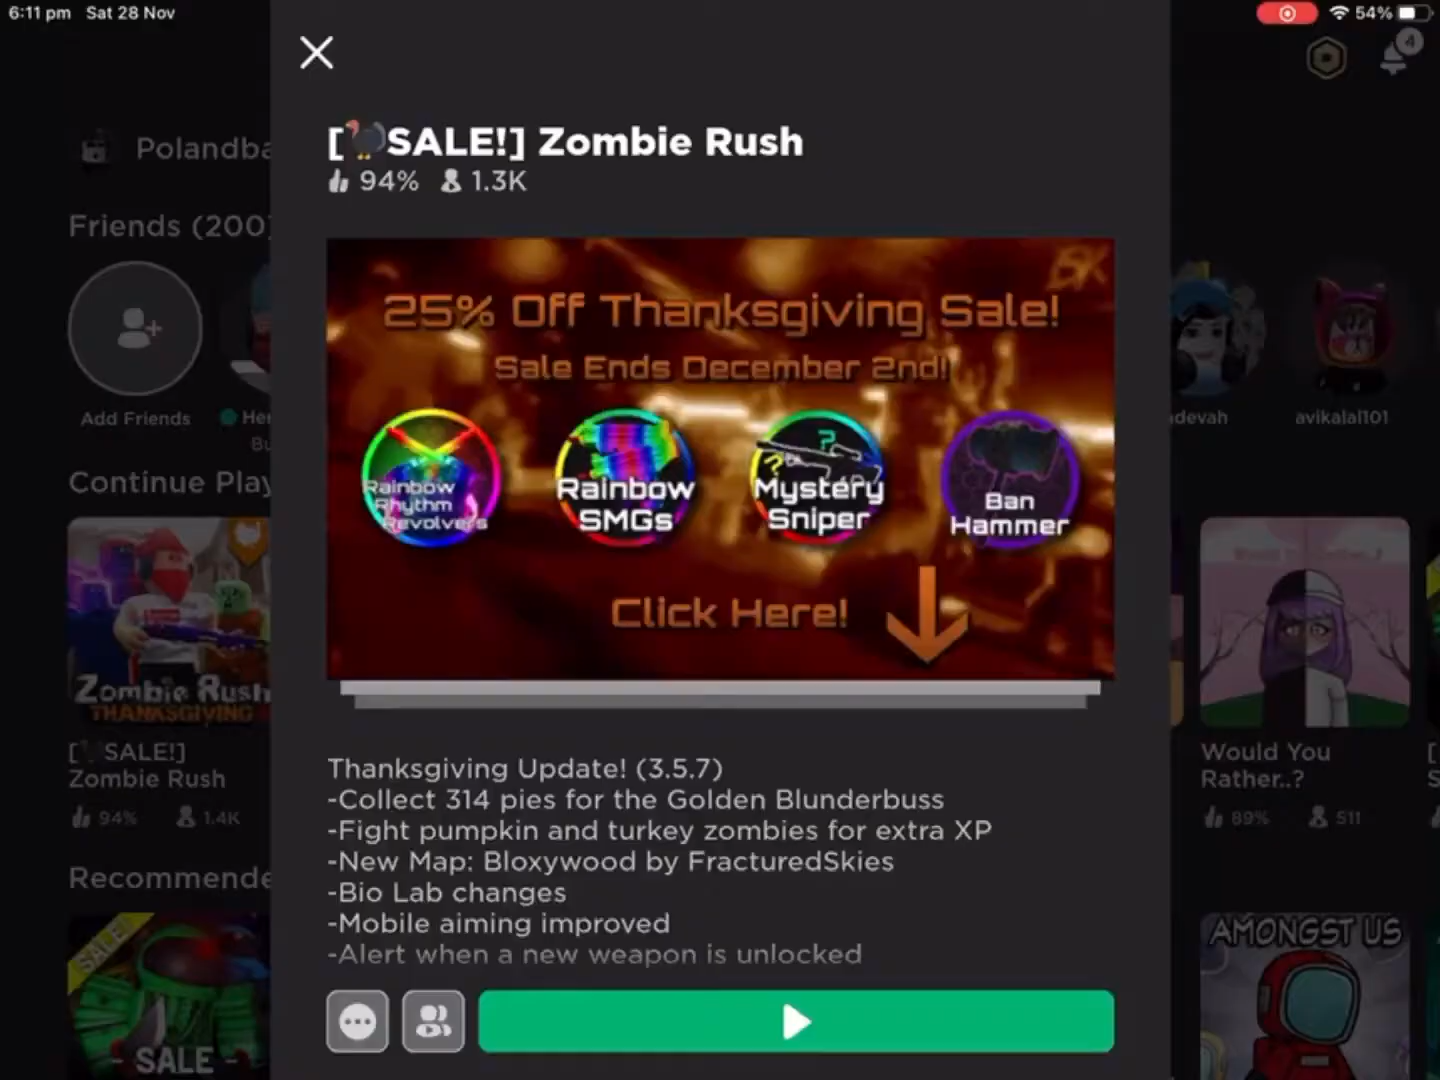 6:11 pm Sat 28 Nov
54%
4
[🦃SALE!] Zombie Rush
94% 1.3K
Polandba
Friends (200)
Add Friends
Her
Bu
devah
avikalal101
25% Off Thanksgiving Sale!
Sale Ends December 2nd!
Rainbow
Rhythm
Revolvers
Rainbow
SMGs
Mystery
Sniper
Ban
Hammer
Click Here!
Continue Play
Zombie Rush
THANKSGIVING
[🦃SALE!]
Zombie Rush
94% 1.4K
Would You
Rather..?
89% 511
Thanksgiving Update! (3.5.7)
-Collect 314 pies for the Golden Blunderbuss
-Fight pumpkin and turkey zombies for extra XP
-New Map: Bloxywood by FracturedSkies
-Bio Lab changes
-Mobile aiming improved
-Alert when a new weapon is unlocked
Recommende
SALE!
- SALE -
AMONGST US